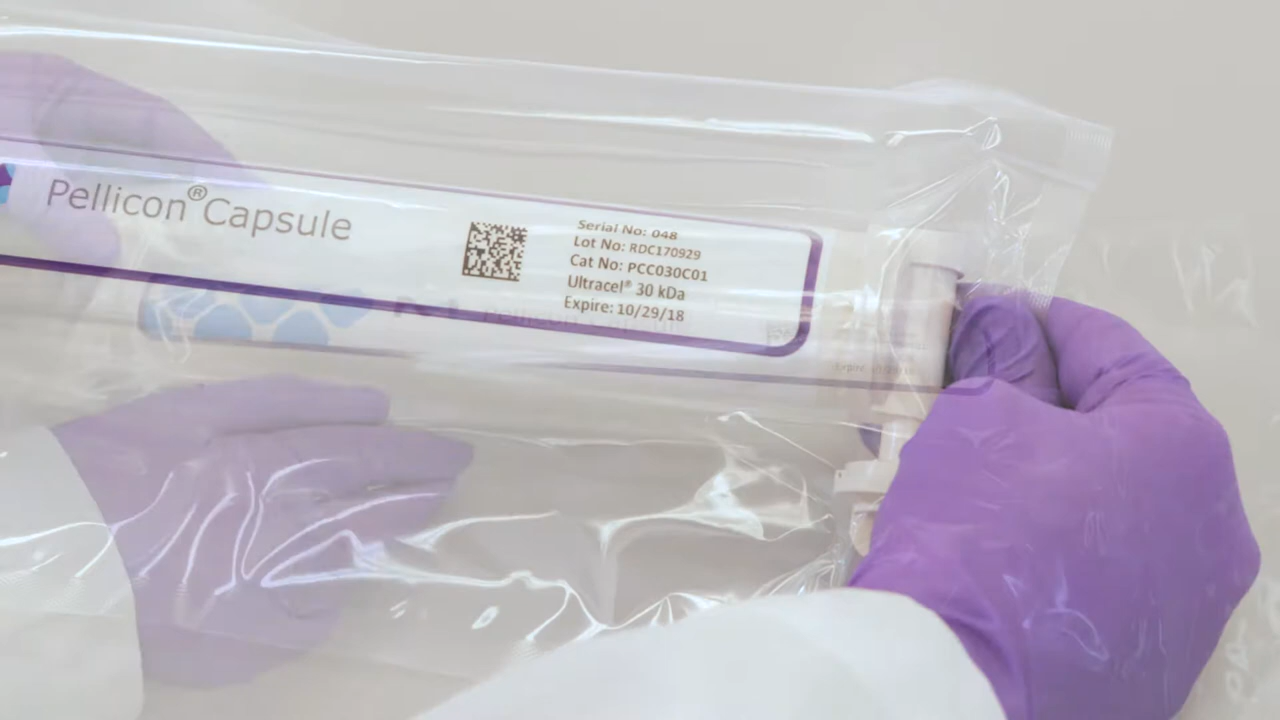 Pellicon®Capsule
Serial No: 048
Lot No: RDC170929
Cat No: PCC030C01
Ultracel® 30 kDa
Expire: 10/29/18